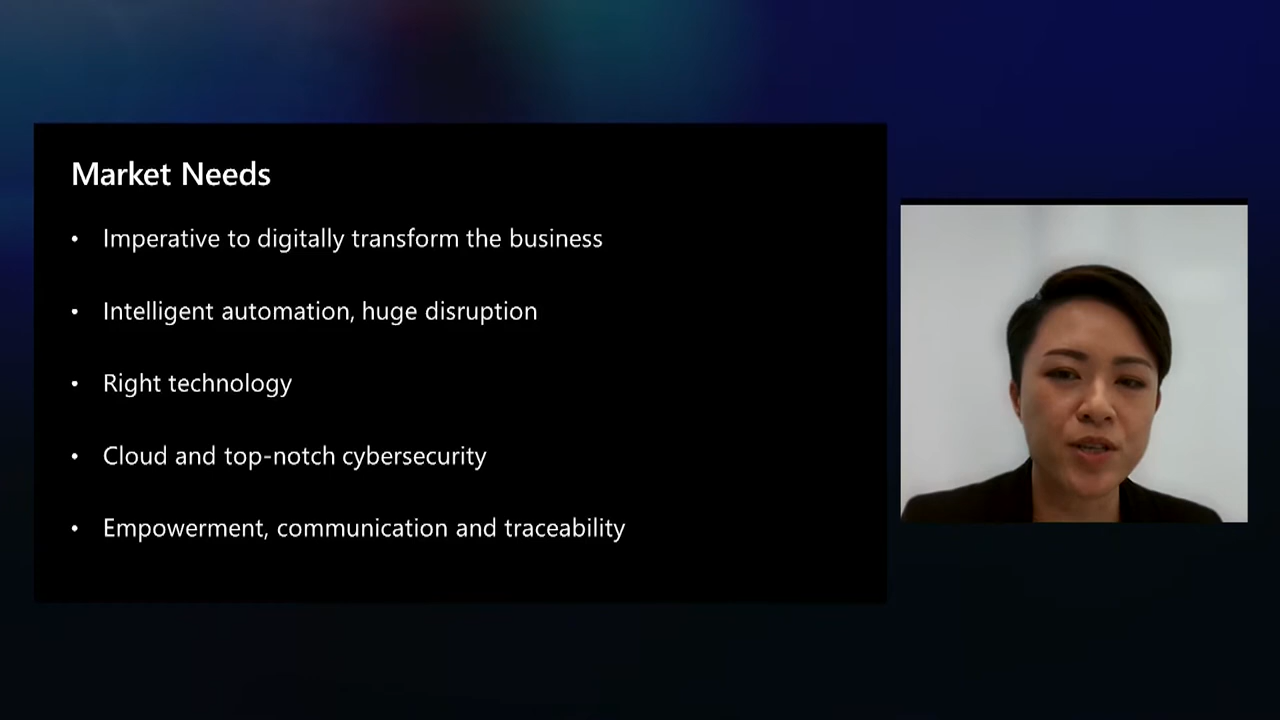 Market Needs
• Imperative to digitally transform the business
• Intelligent automation, huge disruption
• Right technology
• Cloud and top-notch cybersecurity
• Empowerment, communication and traceability